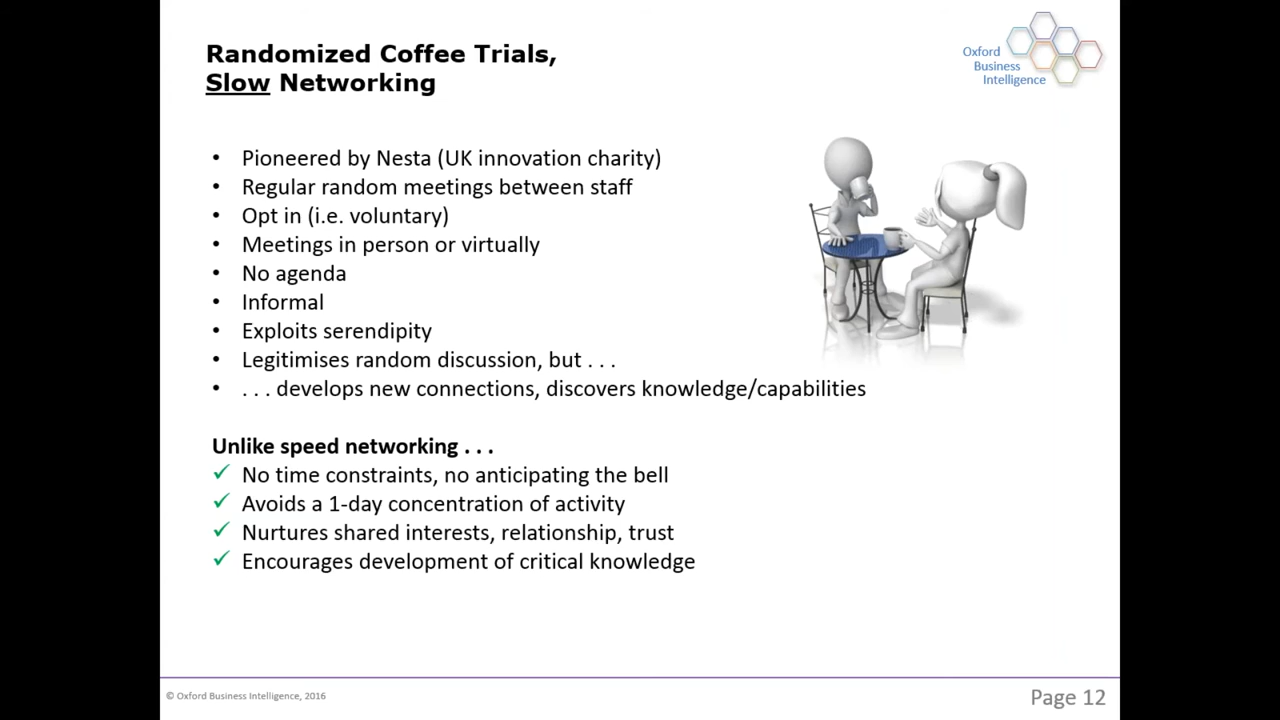 Randomized Coffee Trials,
Slow Networking
Oxford
Business
Intelligence
• Pioneered by Nesta (UK innovation charity)
• Regular random meetings between staff
• Opt in (i.e. voluntary)
• Meetings in person or virtually
• No agenda
• Informal
• Exploits serendipity
• Legitimises random discussion, but . . .
• . . . develops new connections, discovers knowledge/capabilities
Unlike speed networking . . .
✓ No time constraints, no anticipating the bell
✓ Avoids a 1-day concentration of activity
✓ Nurtures shared interests, relationship, trust
✓ Encourages development of critical knowledge
© Oxford Business Intelligence, 2016
Page 12